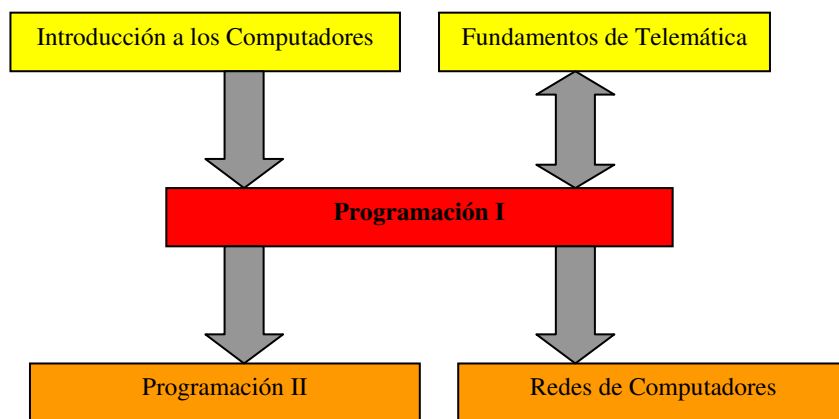 Introducción a los Computadores
Fundamentos de Telemática
Programación I
Programación II
Redes de Computadores